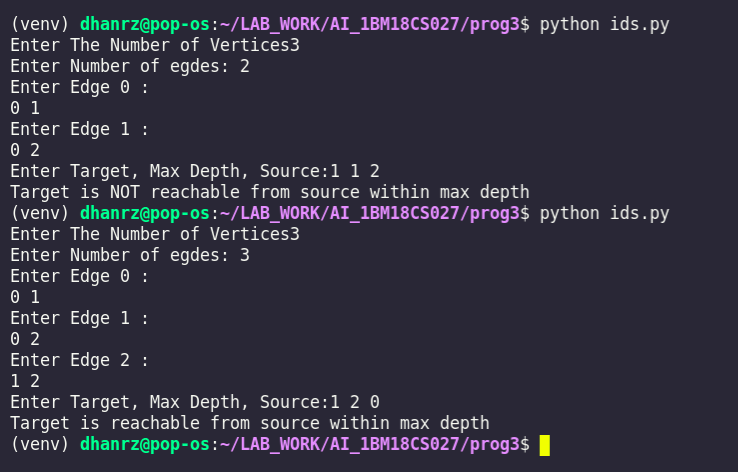 (venv) dhanrz@pop-os:~/LAB_WORK/AI_1BM18CS027/prog3$ python ids.py
Enter The Number of Vertices3
Enter Number of egdes: 2
Enter Edge 0 :
0 1
Enter Edge 1 :
0 2
Enter Target, Max Depth, Source:1 1 2
Target is NOT reachable from source within max depth
(venv) dhanrz@pop-os:~/LAB_WORK/AI_1BM18CS027/prog3$ python ids.py
Enter The Number of Vertices3
Enter Number of egdes: 3
Enter Edge 0 :
0 1
Enter Edge 1 :
0 2
Enter Edge 2 :
1 2
Enter Target, Max Depth, Source:1 2 0
Target is reachable from source within max depth
(venv) dhanrz@pop-os:~/LAB_WORK/AI_1BM18CS027/prog3$